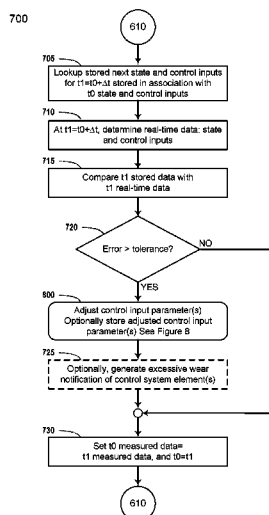 700
610
705
Lookup stored next state and control inputs
for t1=t0+Δt stored in association with
t0 state and control inputs
710
At t1=t0+Δt, determine real-time data: state
and control inputs
715
Compare t1 stored data with
t1 real-time data
720
Error > tolerance?
NO
YES
800
Adjust control input parameter(s)
Optionally store adjusted control input
parameter(s) See Figure 8
725
Optionally, generate excessive wear
notification of control system element(s)
730
Set t0 measured data=
t1 measured data, and t0=t1
610